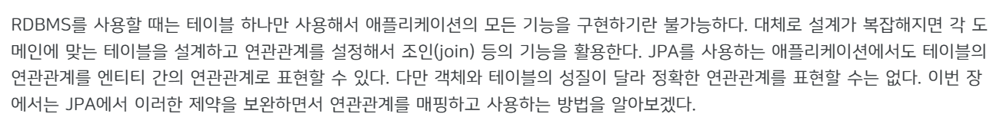 RDBMS를 사용할 때는 테이블 하나만 사용해서 애플리케이션의 모든 기능을 구현하기란 불가능하다. 대체로 설계가 복잡해지면 각 도
메인에 맞는 테이블을 설계하고 연관관계를 설정해서 조인(join) 등의 기능을 활용한다. JPA를 사용하는 애플리케이션에서도 테이블의
연관관계를 엔티티 간의 연관관계로 표현할 수 있다. 다만 객체와 테이블의 성질이 달라 정확한 연관관계를 표현할 수는 없다. 이번 장
에서는 JPA에서 이러한 제약을 보완하면서 연관관계를 매핑하고 사용하는 방법을 알아보겠다.